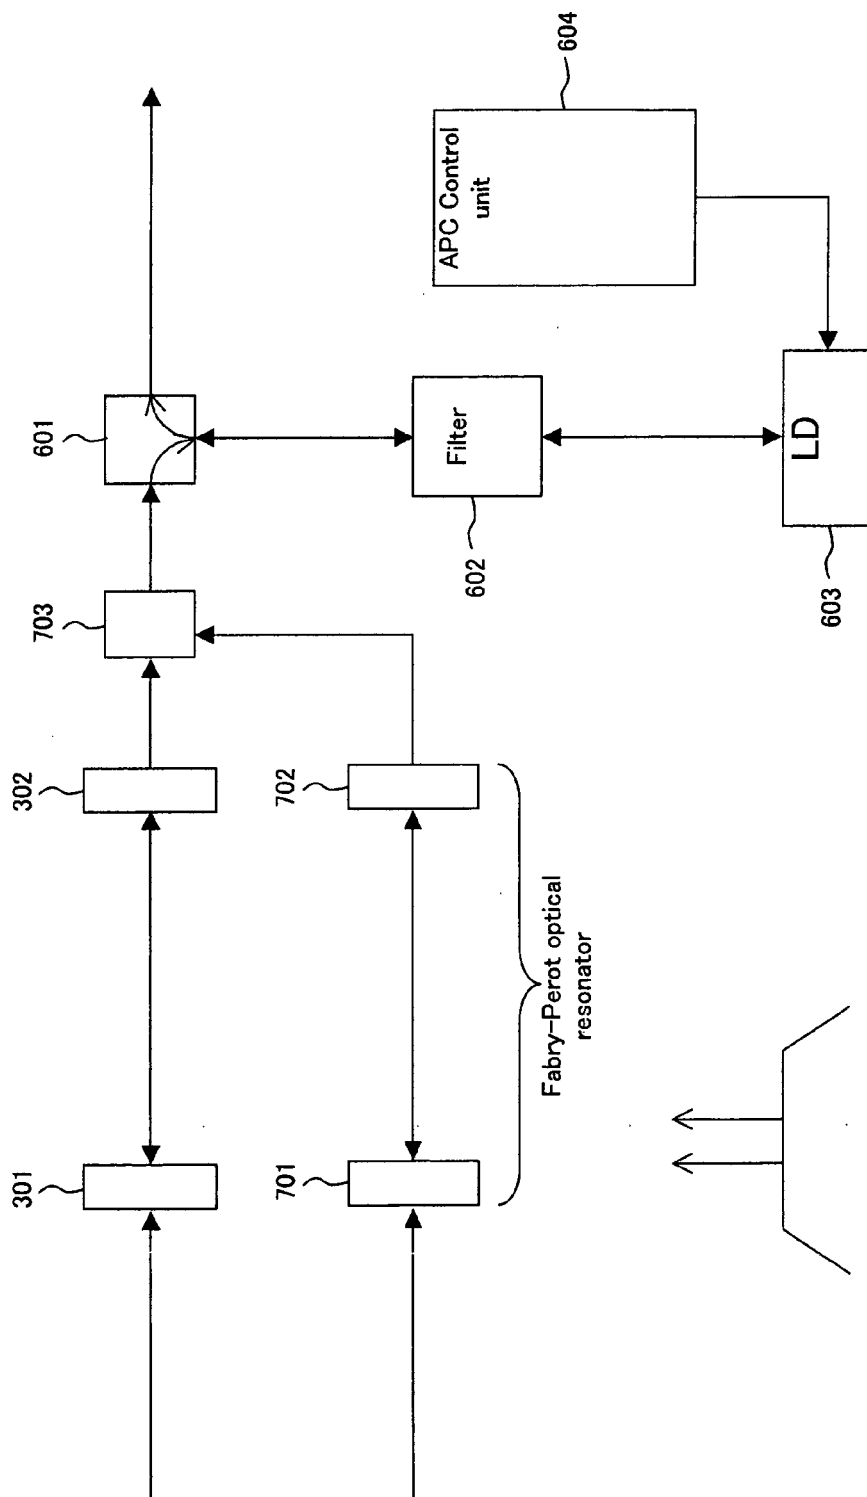 604
APC Control
unit
601
703
Filter
LD
602
603
302
702
Fabry-Perot optical
resonator
301
701